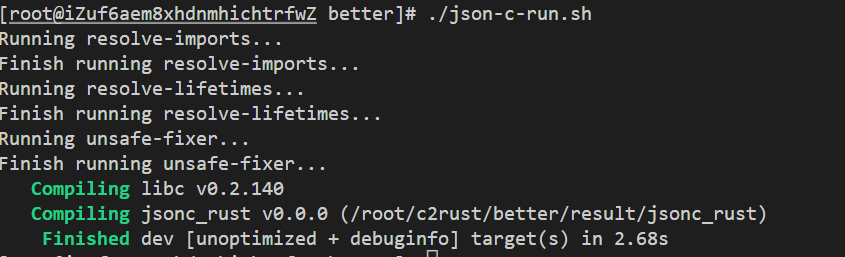 [root@iZuf6aem8xhdnmhichtrfwZ better]# ./json-c-run.sh
Running resolve-imports...
Finish running resolve-imports...
Running resolve-lifetimes...
Finish running resolve-lifetimes...
Running unsafe-fixer...
Finish running unsafe-fixer...
Compiling libc v0.2.140
Compiling jsonc_rust v0.0.0 (/root/c2rust/better/result/jsonc_rust)
Finished dev [unoptimized + debuginfo] target(s) in 2.68s